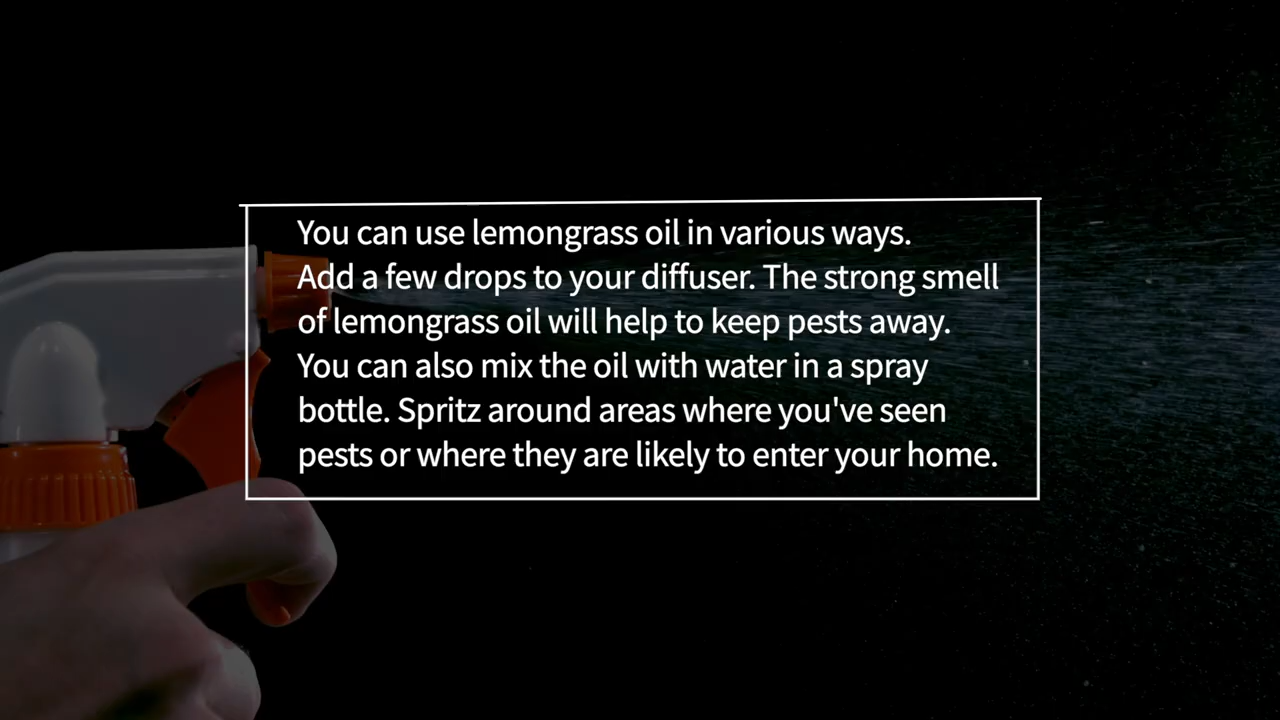 You can use lemongrass oil in various ways.
Add a few drops to your diffuser. The strong smell
of lemongrass oil will help to keep pests away.
You can also mix the oil with water in a spray
bottle. Spritz around areas where you've seen
pests or where they are likely to enter your home.